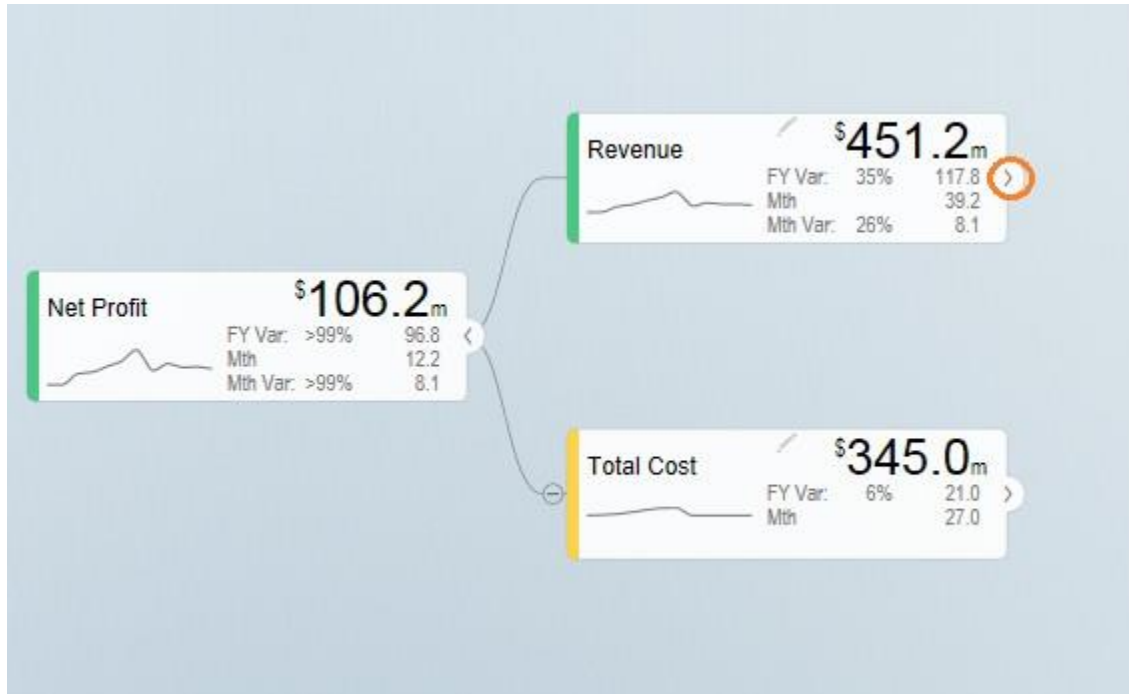 Revenue $451.2m
FY Var: 35% 117.8
Mth 39.2
Mth Var: 26% 8.1
Net Profit $106.2m
FY Var: >99% 96.8
Mth 12.2
Mth Var: >99% 8.1
Total Cost $345.0m
FY Var: 6% 21.0
Mth 27.0